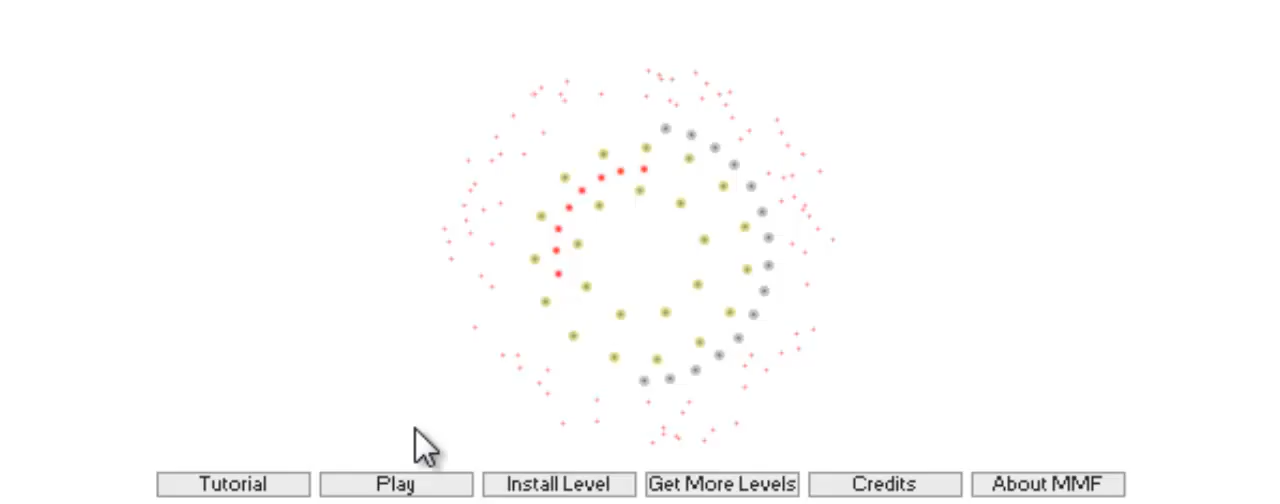 Tutorial
Play
Install Level
Get More Levels
Credits
About MMF